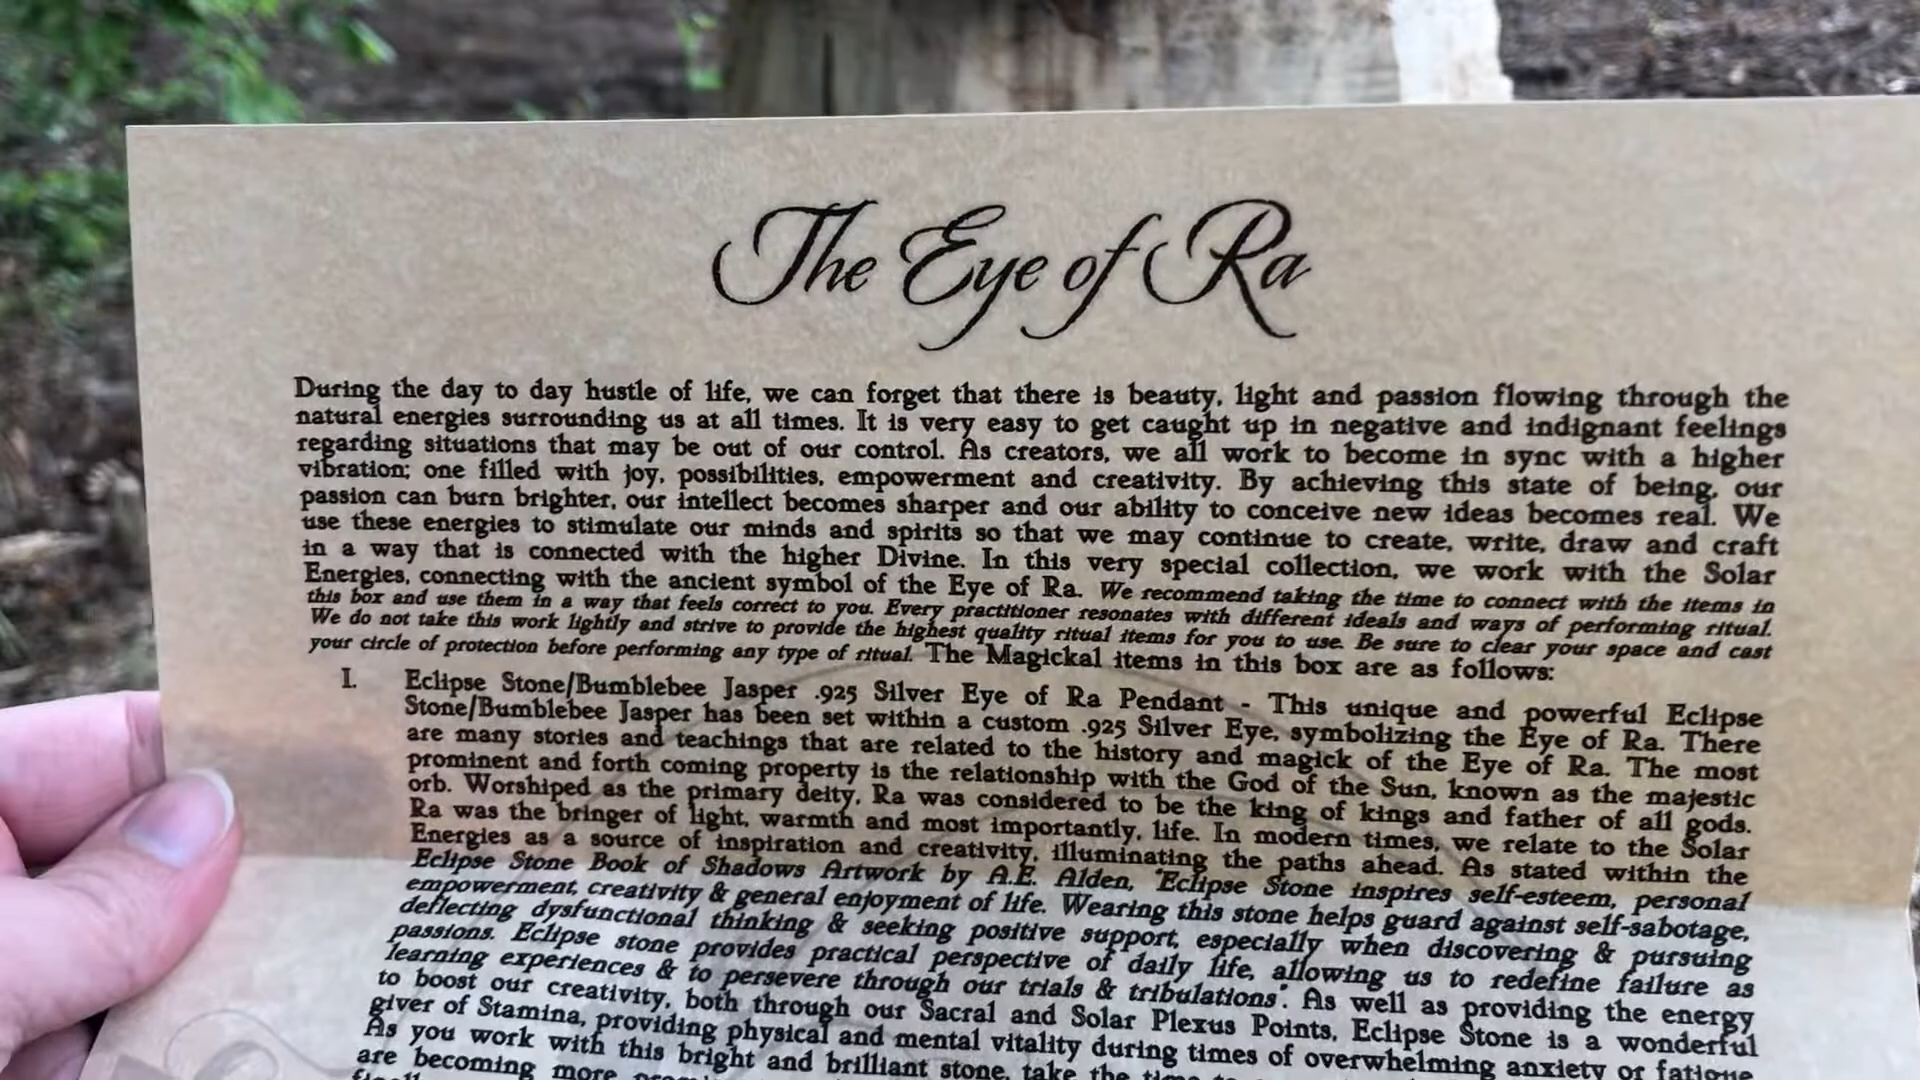 The Eye of Ra
During the day to day hustle of life, we can forget that there is beauty, light and passion flowing through the
natural energies surrounding us at all times. It is very easy to get caught up in negative and indignant feelings
regarding situations that may be out of our control. As creators, we all work to become in sync with a higher
vibration; one filled with joy, possibilities, empowerment and creativity. By achieving this state of being, our
passion can burn brighter, our intellect becomes sharper and our ability to conceive new ideas becomes real. We
use these energies to stimulate our minds and spirits so that we may continue to create, write, draw and craft
in a way that is connected with the higher Divine. In this very special collection, we work with the Solar
Energies, connecting with the ancient symbol of the Eye of Ra. We recommend taking the time to connect with the items in
this box and use them in a way that feels correct to you. Every practitioner resonates with different ideals and ways of performing ritual.
We do not take this work lightly and strive to provide the highest quality ritual items for you to use. Be sure to clear your space and cast
your circle of protection before performing any type of ritual. The Magickal items in this box are as follows:
I. Eclipse Stone/Bumblebee Jasper .925 Silver Eye of Ra Pendant - This unique and powerful Eclipse
Stone/Bumblebee Jasper has been set within a custom .925 Silver Eye, symbolizing the Eye of Ra. There
are many stories and teachings that are related to the history and magick of the Eye of Ra. The most
prominent and forth coming property is the relationship with the God of the Sun, known as the majestic
orb. Worshiped as the primary deity, Ra was considered to be the king of kings and father of all gods.
Ra was the bringer of light, warmth and most importantly, life. In modern times, we relate to the Solar
Energies as a source of inspiration and creativity, illuminating the paths ahead. As stated within the
Eclipse Stone Book of Shadows Artwork by A.E. Alden, "Eclipse Stone inspires self-esteem, personal
empowerment, creativity & general enjoyment of life. Wearing this stone helps guard against self-sabotage,
deflecting dysfunctional thinking & seeking positive support, especially when discovering & pursuing
passions. Eclipse stone provides practical perspective of daily life, allowing us to redefine failure as
learning experiences & to persevere through our trials & tribulations". As well as providing the energy
to boost our creativity, both through our Sacral and Solar Plexus Points, Eclipse Stone is a wonderful
giver of Stamina, providing physical and mental vitality during times of overwhelming anxiety or fatigue
As you work with this bright and brilliant stone, take the
are becoming more